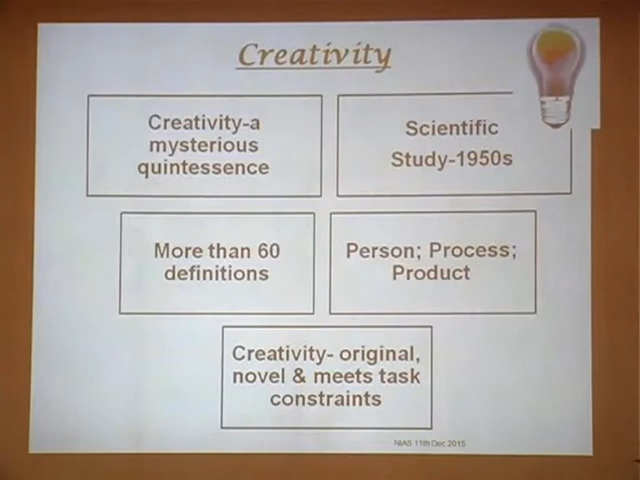 Creativity
Creativity-a
mysterious
quintessence
Scientific
Study-1950s
More than 60
definitions
Person; Process;
Product
Creativity- original,
novel & meets task
constraints
NIAS 11th Dec 2015